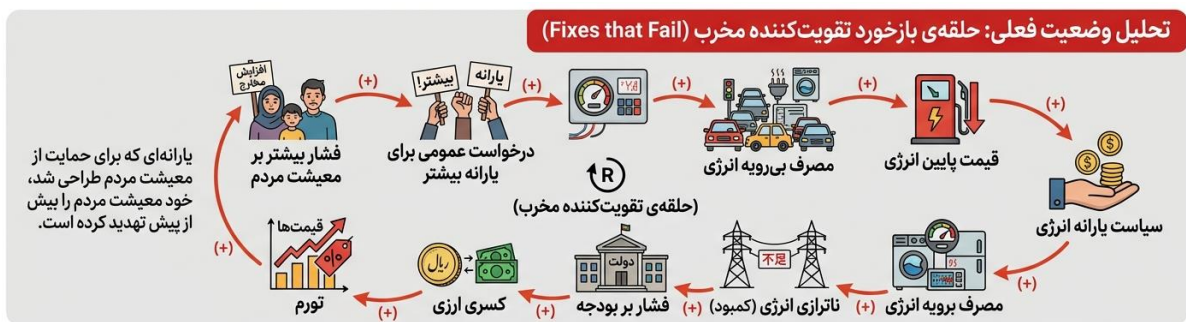 تحلیل وضعیت فعلی: حلقه‌ی بازخورد تقویت‌کننده مخرب (Fixes that Fail)
افزایش
مخارج
بیشتر!
یارانه
(+)
(+)
(+)
(+)
(+)
فشار بیشتر بر
معیشت مردم
درخواست عمومی برای
یارانه بیشتر
مصرف بی‌رویه انرژی
قیمت پایین انرژی
سیاست یارانه انرژی
یارانه‌ای که برای حمایت از
معیشت مردم طراحی شد،
خود معیشت مردم را بیش
از پیش تهدید کرده است.
R
(حلقه‌ی تقویت‌کننده مخرب)
(+)
(+)
قیمت‌ها
ریال
دولت
不足
تورم
کسری ارزی
فشار بر بودجه
ناترازی انرژی (کمبود)
مصرف برویه انرژی
(+)
(+)
(+)
(+)